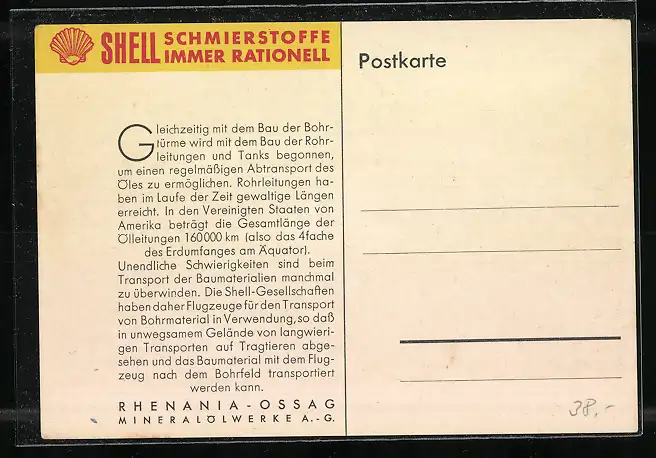 SHELL SCHMIERSTOFFE
IMMER RATIONELL
Postkarte
Gleichzeitig mit dem Bau der Bohr-
türme wird mit dem Bau der Rohr-
leitungen und Tanks begonnen,
um einen regelmäßigen Abtransport des
Öles zu ermöglichen. Rohrleitungen ha-
ben im Laufe der Zeit gewaltige Längen
erreicht. In den Vereinigten Staaten von
Amerika beträgt die Gesamtlänge der
Ölleitungen 160000 km (also das 4fache
des Erdumfanges am Äquator).
Unendliche Schwierigkeiten sind beim
Transport der Baumaterialien manchmal
zu überwinden. Die Shell-Gesellschaften
haben daher Flugzeuge für den Transport
von Bohrmaterial in Verwendung, so daß
in unwegsamem Gelände von langwieri-
gen Transporten auf Tragtieren abge-
sehen und das Baumaterial mit dem Flug-
zeug nach dem Bohrfeld transportiert
werden kann.
RHENANIA-OSSAG
MINERALÖLWERKE A.-G.
38.-